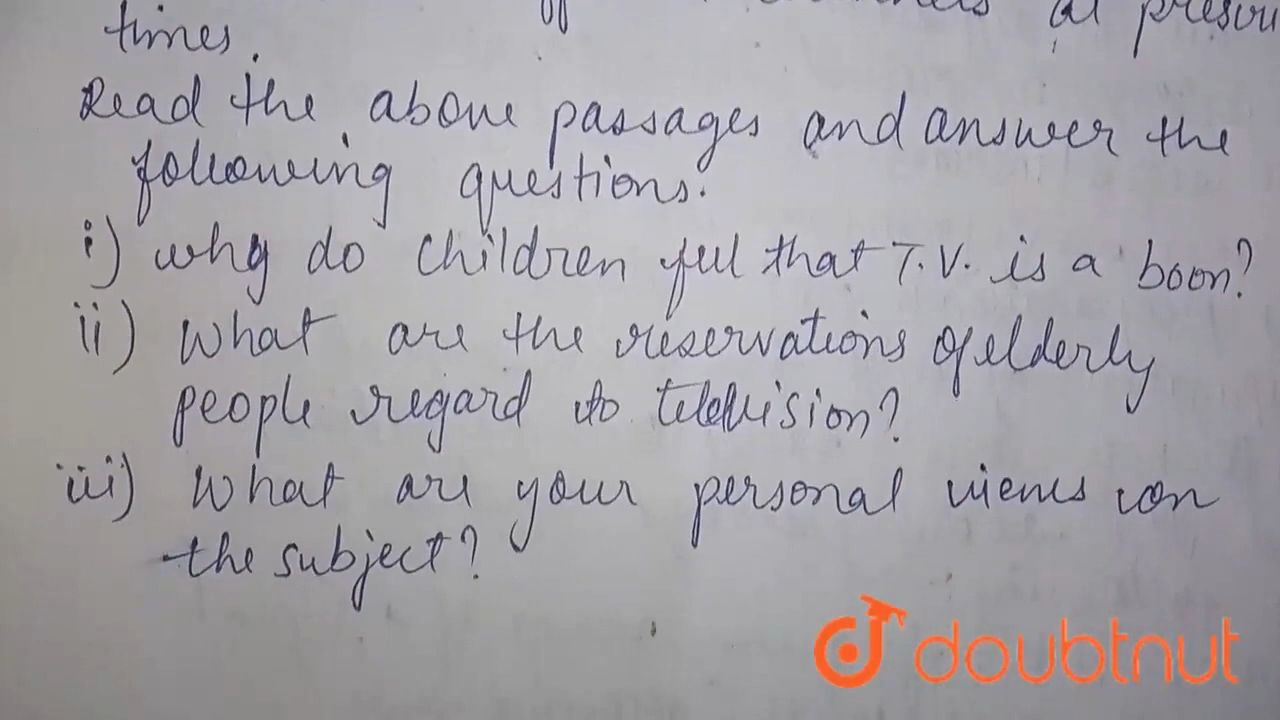 times.
Read the above passages and answer the
following questions.
i) why do children feel that T.V. is a boon?
ii) What are the reservations of elderly
people regard to television?
iii) What are your personal views on
the subject?
doubtnut